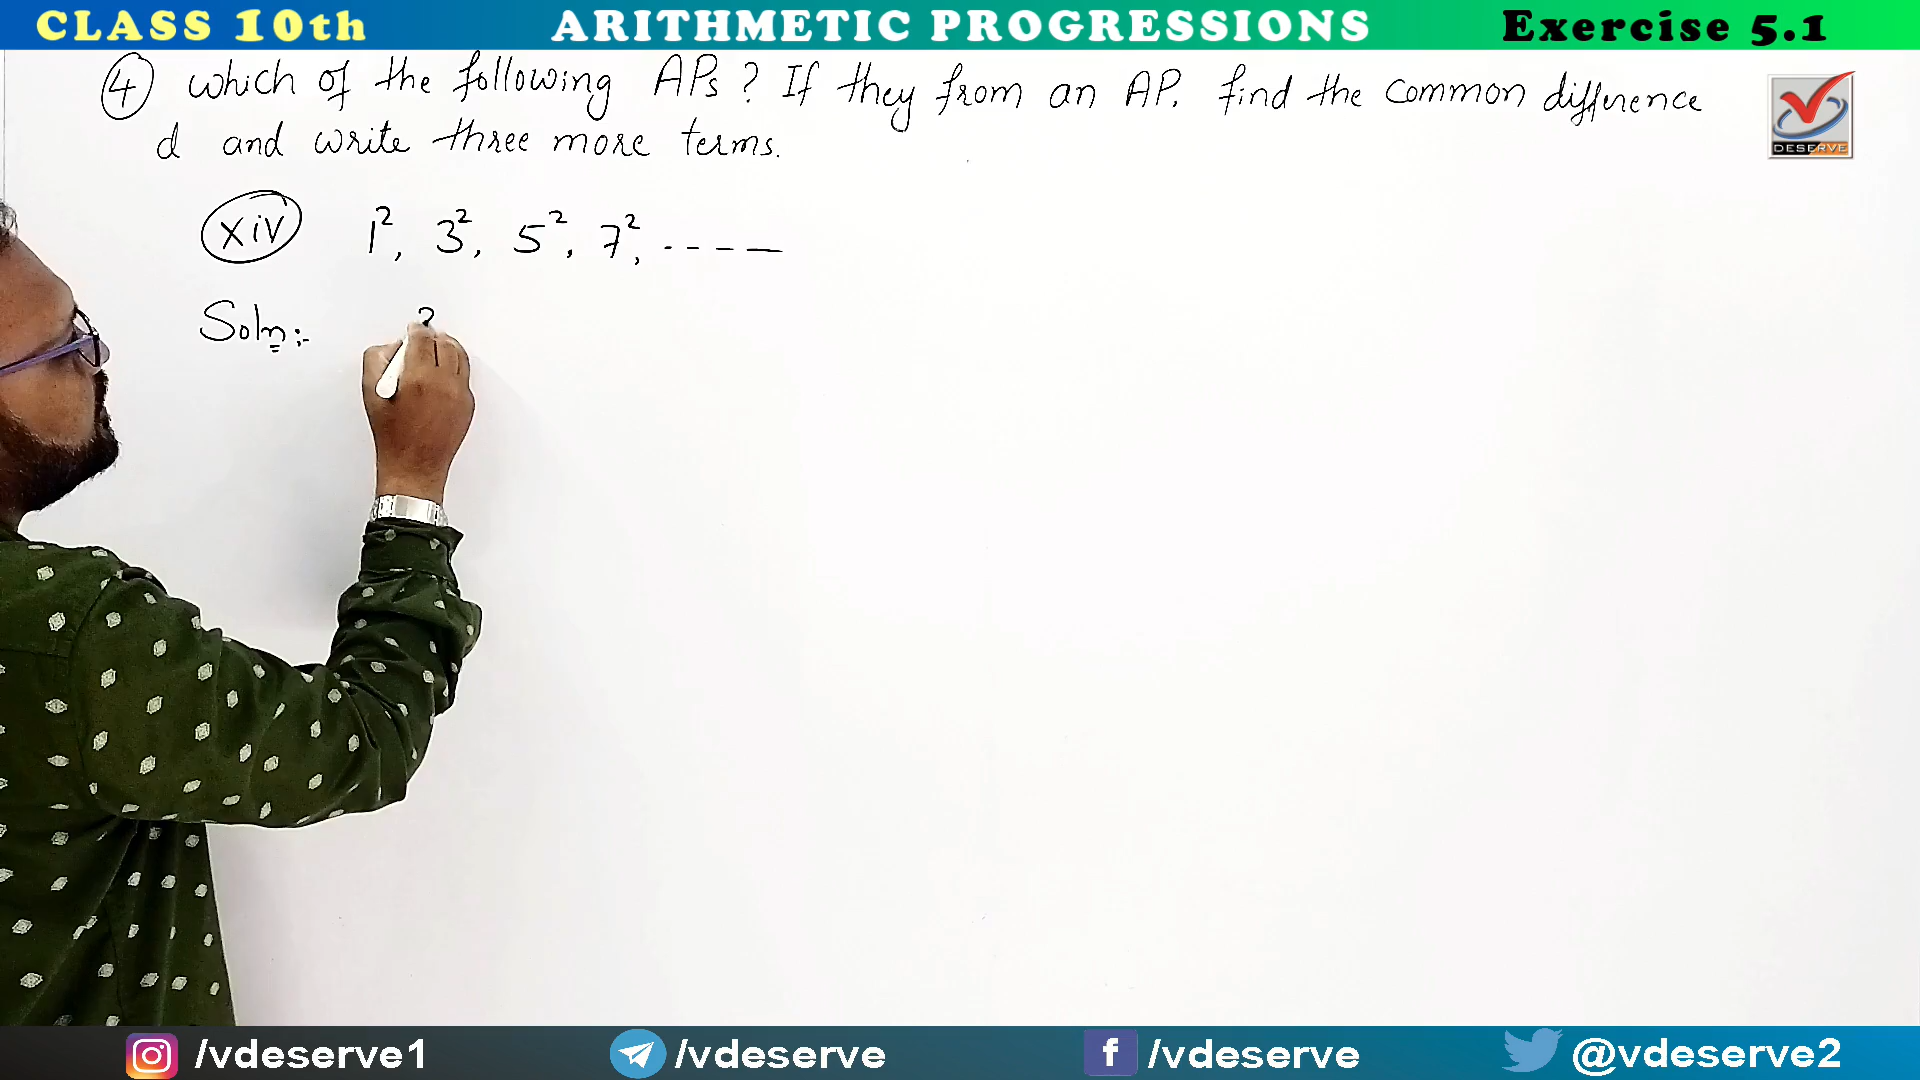 CLASS 10th ARITHMETIC PROGRESSIONS Exercise 5.1
4 which of the following APs ? If they from an AP. find the common difference
d and write three more terms.
DESERVE
xiv 1², 3², 5², 7², ----
Soln:-
/vdeserve1 /vdeserve /vdeserve @vdeserve2